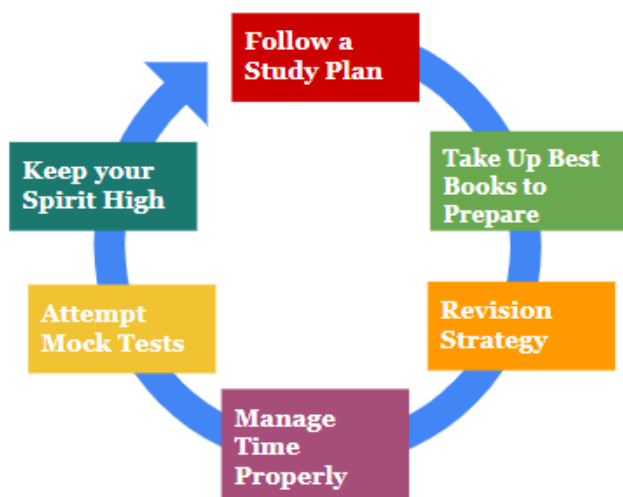 Follow a
Study Plan
Take Up Best
Books to
Prepare
Revision
Strategy
Manage
Time
Properly
Attempt
Mock Tests
Keep your
Spirit High